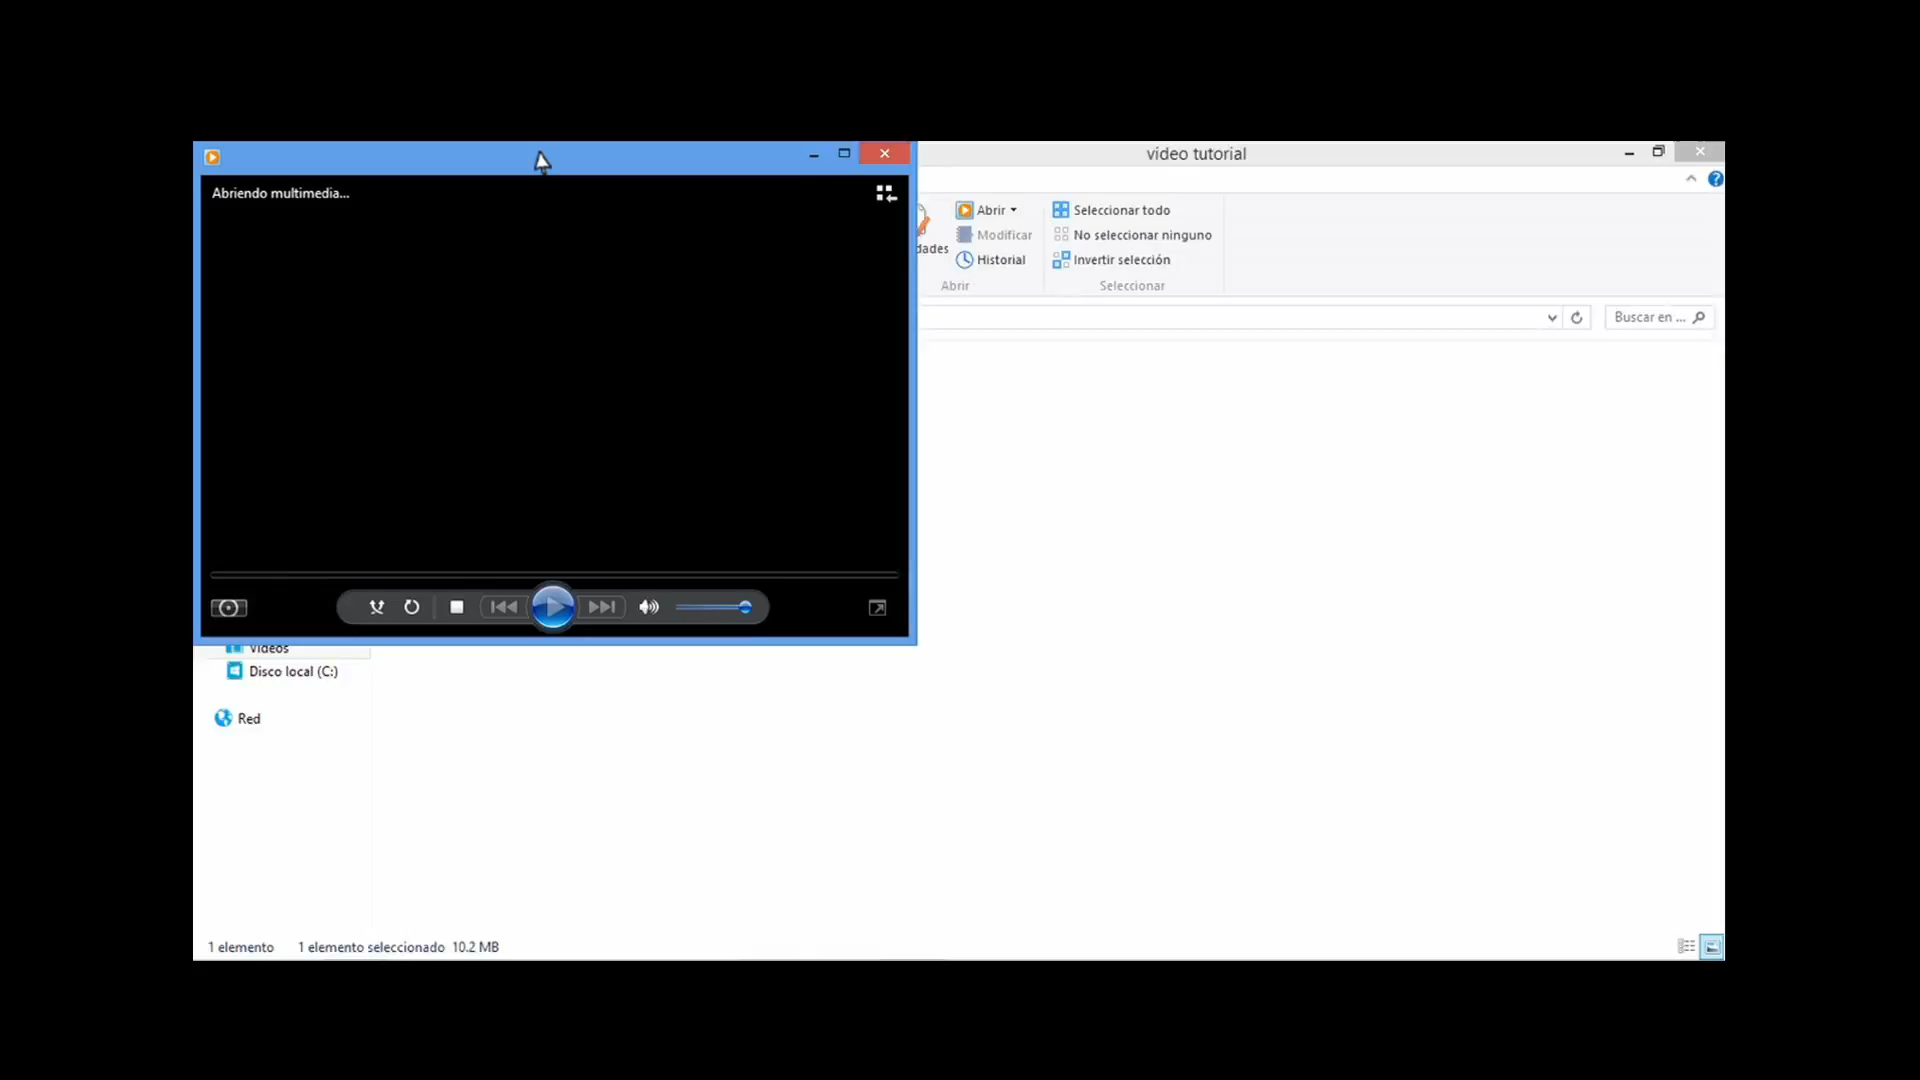 video tutorial
Abriendo multimedia...
Abrir
Seleccionar todo
dades
Modificar
No seleccionar ninguno
Historial
Invertir selección
Abrir
Seleccionar
Buscar en ...
Vídeos
Disco local (C:)
Red
1 elemento
1 elemento seleccionado 10.2 MB